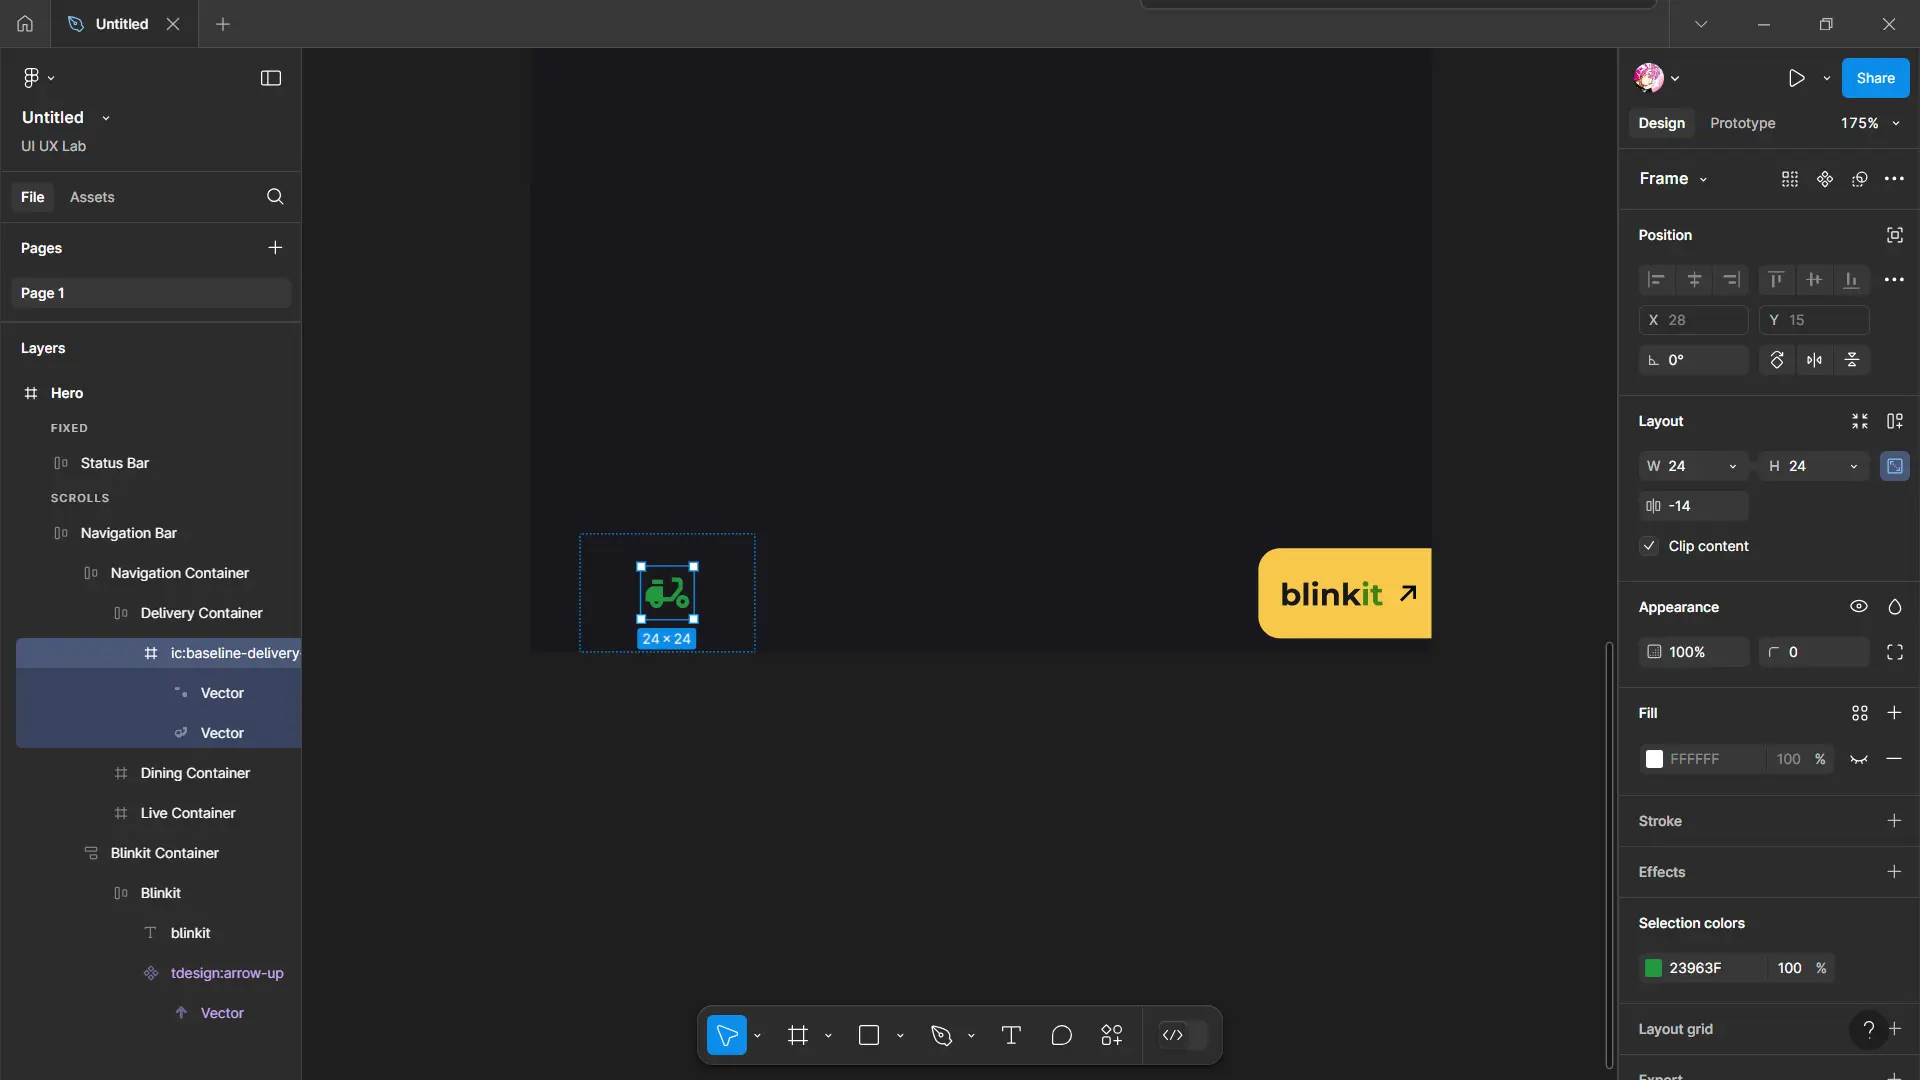 Untitled
Share
Untitled
UI UX Lab
Design
Prototype
175%
File
Assets
Frame
Pages
Position
Page 1
X 28
Y 15
Layers
0°
Hero
Layout
FIXED
Status Bar
W 24
H 24
SCROLLS
-14
Navigation Bar
Clip content
Navigation Container
Delivery Container
Appearance
blinkit
24 × 24
ic:baseline-delivery-
100%
0
Vector
Fill
Vector
FFFFFF
100 %
Dining Container
Live Container
Stroke
Blinkit Container
Effects
Blinkit
Selection colors
blinkit
23963F
100 %
tdesign:arrow-up
Vector
Layout grid
?
Export